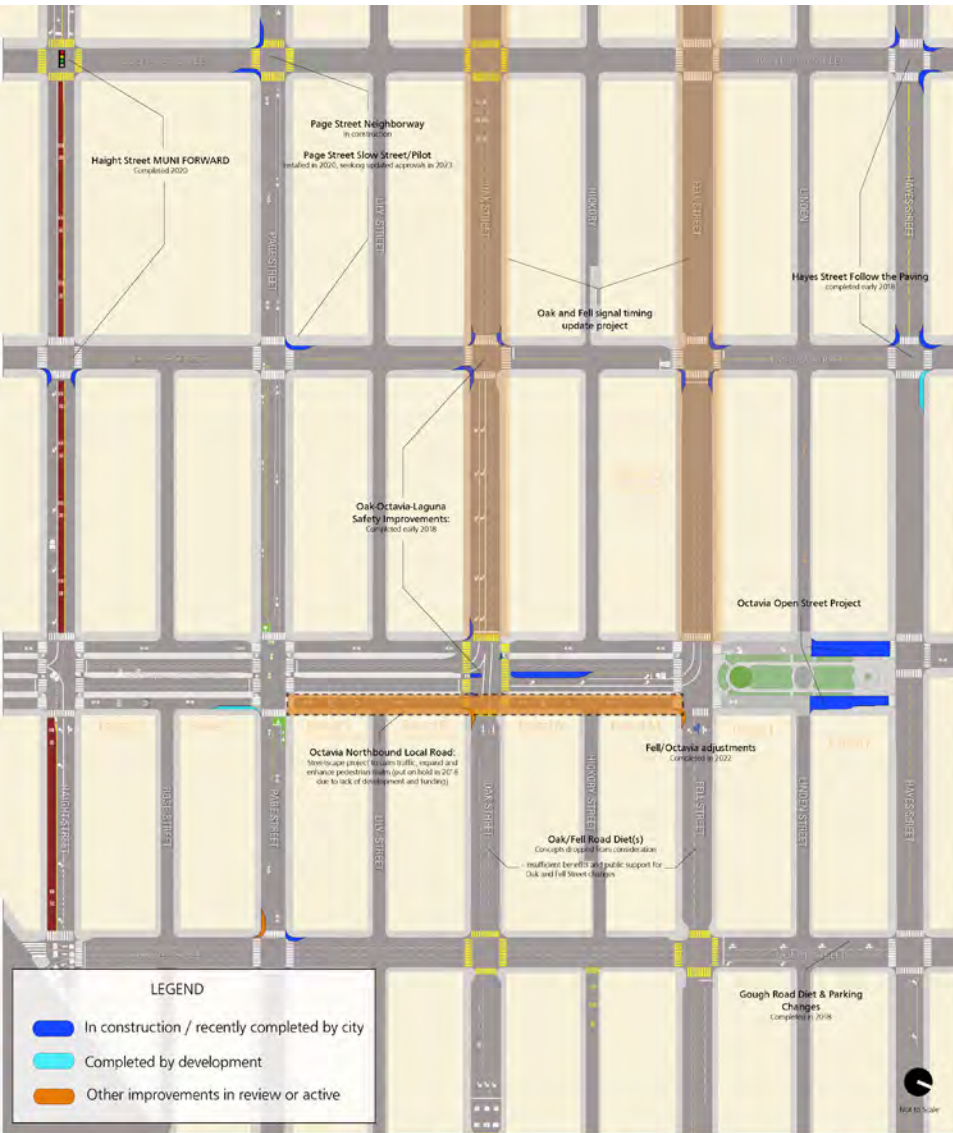 Page Street Neighborway
in construction
Page Street Slow Street/Pilot
installed in 2020, seeking updated approvals in 2023
Haight Street MUNI FORWARD
Completed 2020
OAK STREET
HICKORY
FELL STREET
LINDEN
HAYES STREET
LILY STREET
PAGE STREET
Hayes Street Follow the Paving
completed early 2018
Oak and Fell signal timing
update project
Oak-Octavia-Laguna
Safety Improvements:
Completed early 2018
Octavia Open Street Project
Octavia Northbound Local Road:
Streetscape project to calm traffic, expand and
enhance pedestrian realm (put on hold in 2018
due to lack of development and funding)
Fell/Octavia adjustments
Completed in 2022
HAIGHT STREET
ROSE STREET
PAGE STREET
LILY STREET
OAK STREET
HICKORY STREET
FELL STREET
LINDEN STREET
HAYES STREET
Oak/Fell Road Diet(s)
Concepts dropped from consideration
- insufficient benefits and public support for
Oak and Fell Street changes
Gough Road Diet & Parking
Changes
Completed in 2018
LEGEND
In construction / recently completed by city
Completed by development
Other improvements in review or active
Not to Scale